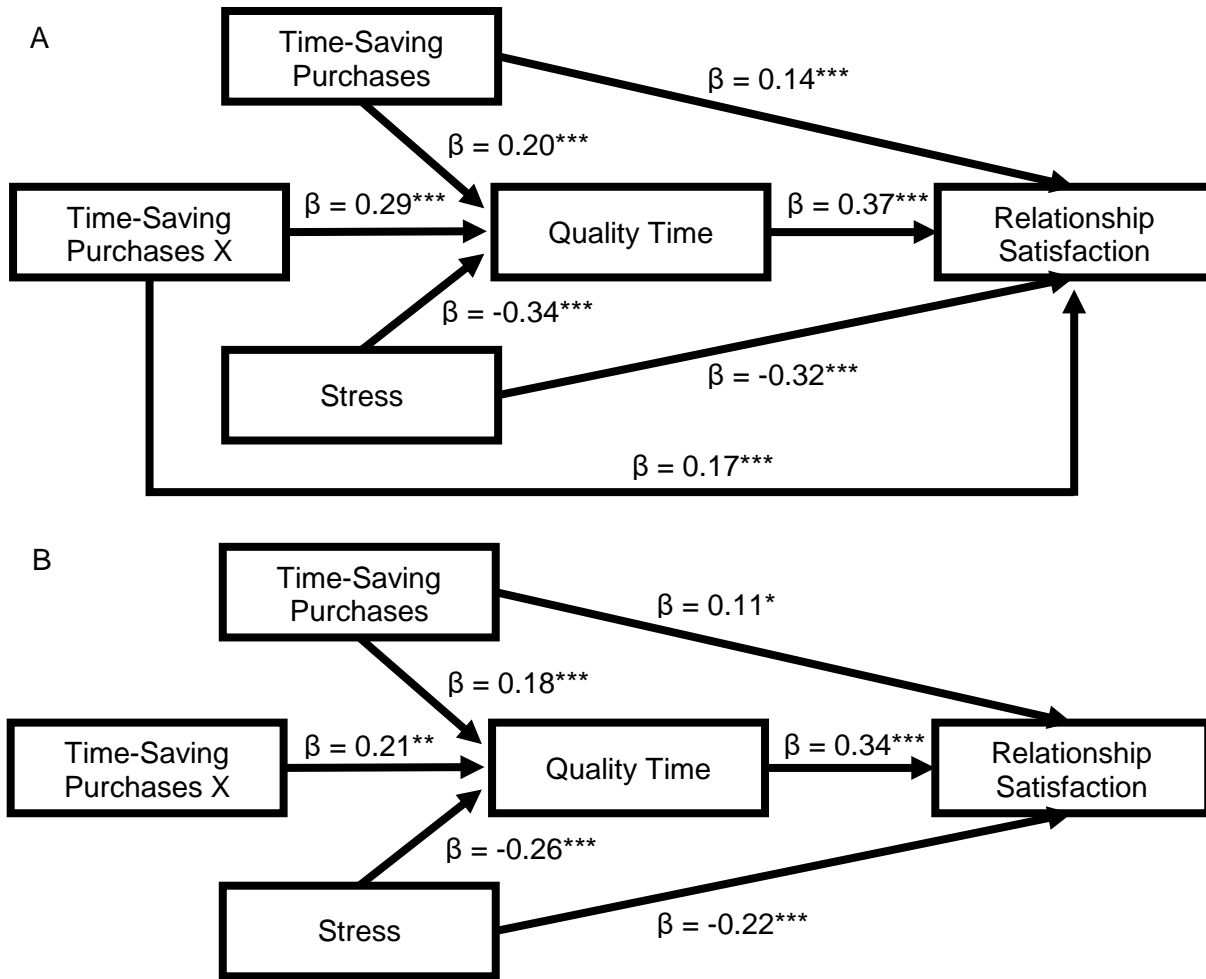 A
Time-Saving
Purchases
β = 0.14***
β = 0.20***
Time-Saving
Purchases X
β = 0.29***
Quality Time
β = 0.37***
Relationship
Satisfaction
β = -0.34***
Stress
β = -0.32***
β = 0.17***
B
Time-Saving
Purchases
β = 0.11*
β = 0.18***
Time-Saving
Purchases X
β = 0.21**
Quality Time
β = 0.34***
Relationship
Satisfaction
β = -0.26***
Stress
β = -0.22***